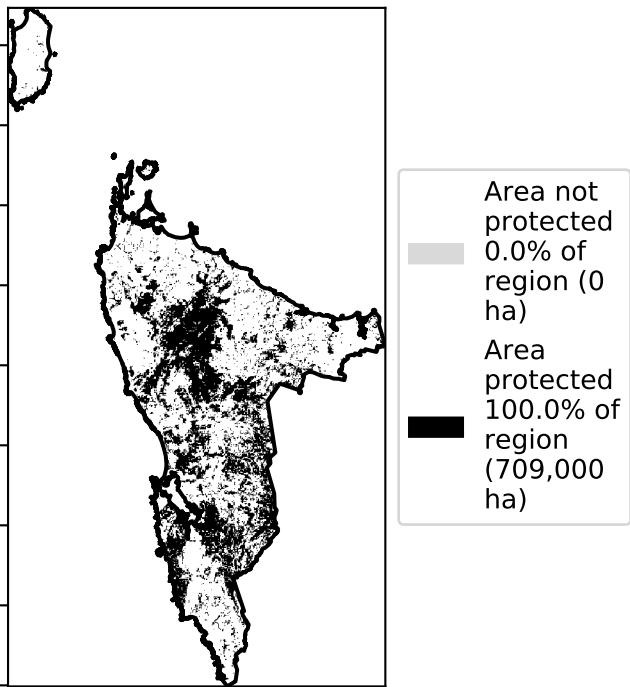 Area not
protected
0.0% of
region (0
ha)
Area
protected
100.0% of
region
(709,000
ha)